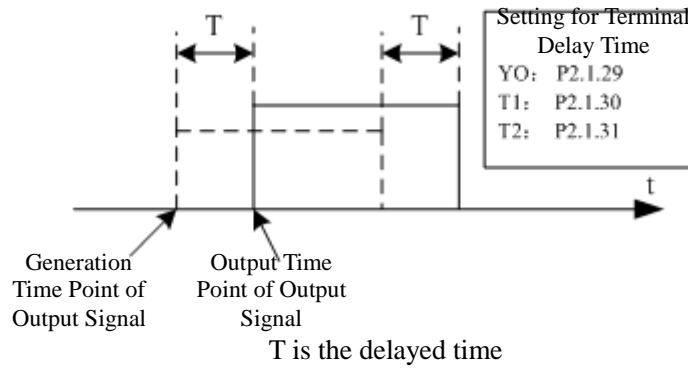 T
T
Setting for Terminal
Delay Time
YO: P2.1.29
T1: P2.1.30
T2: P2.1.31
t
Generation
Time Point of
Output Signal
Output Time
Point of Output
Signal
T is the delayed time